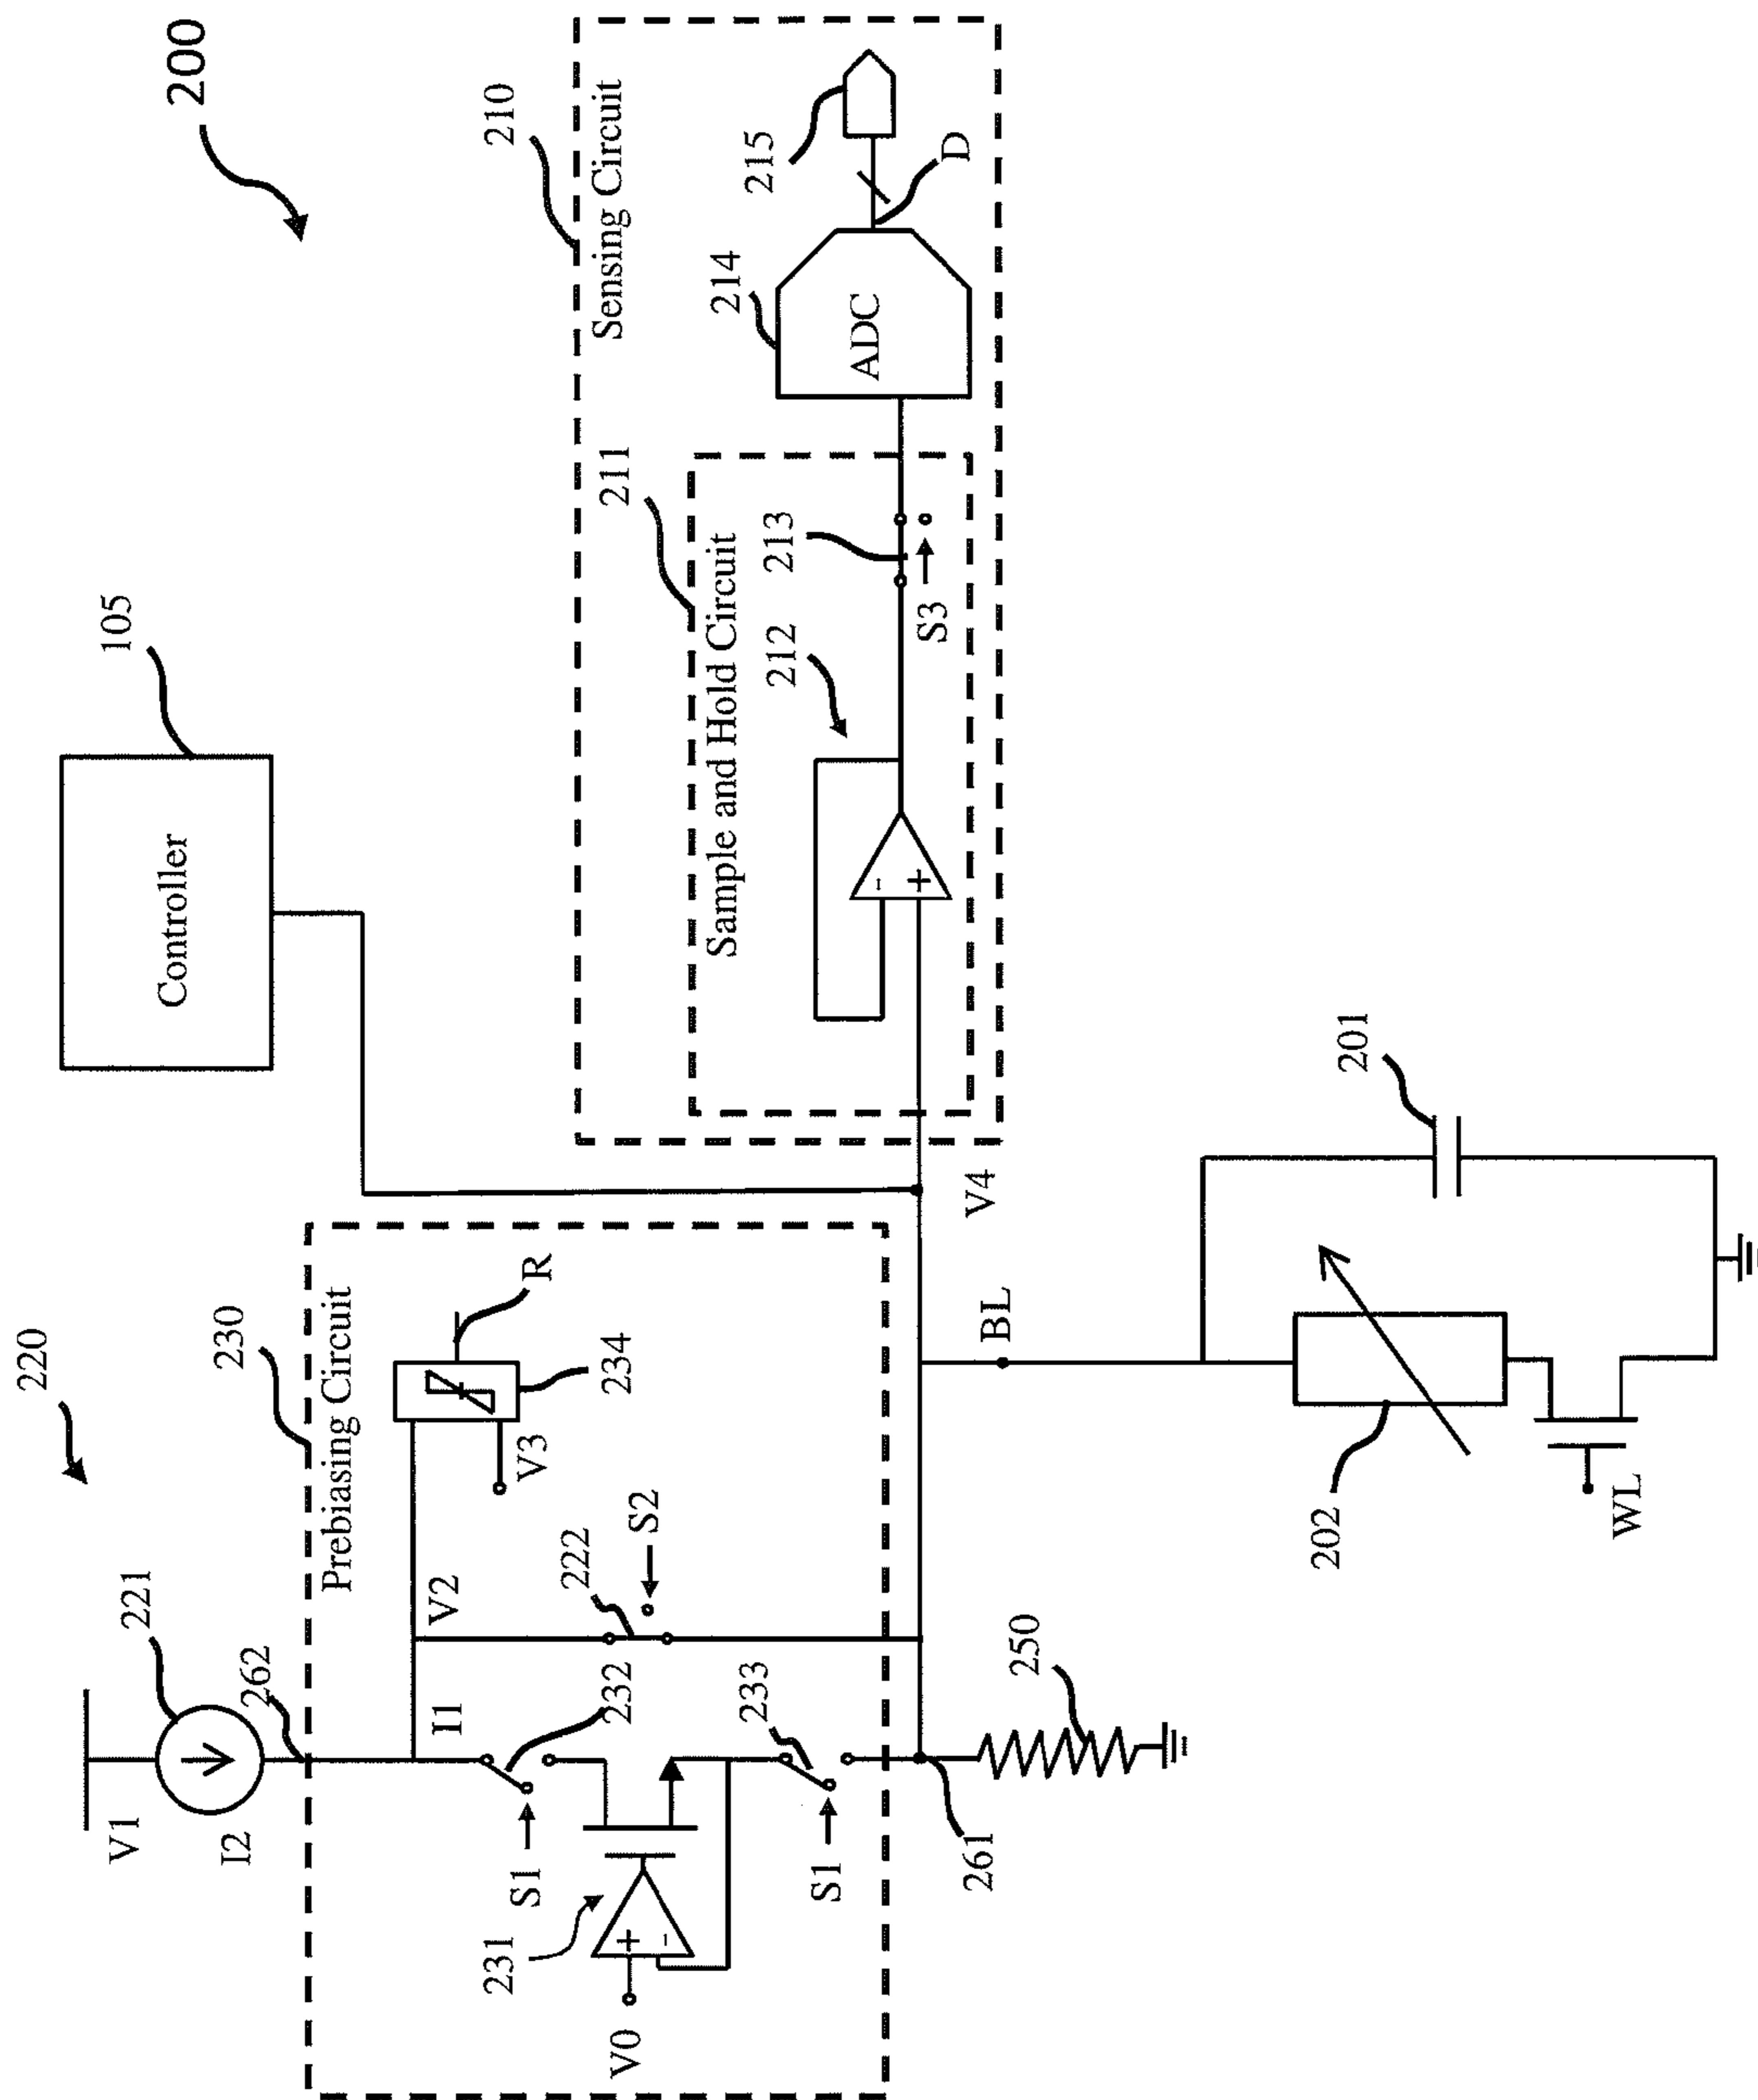 200
220
Controller
105
V1
221
I2
262
230
Prebiasing Circuit
I1
V2
R
234
V3
232
S1
222
S2
231
V0
233
S1
261
250
BL
V4
WL
202
201
210
Sensing Circuit
211
Sample and Hold Circuit
212
213
S3
-
+
214
ADC
215
D
+
-